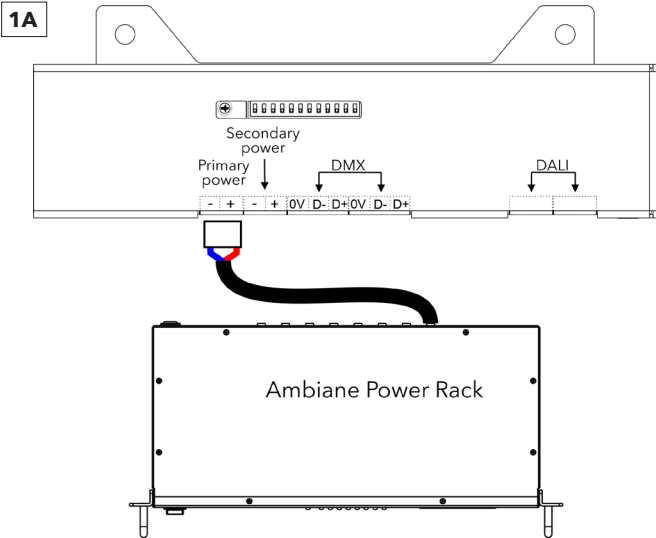 1A
Secondary
power
Primary
power
DMX
DALI
- + - + 0V D- D+ 0V D- D+
Ambiane Power Rack